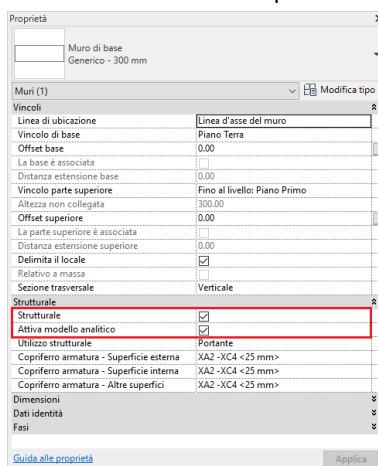 Proprietà
Muro di base
Generico - 300 mm
Muri (1) Modifica tipo
Vincoli
Linea di ubicazione Linea d'asse del muro
Vincolo di base Piano Terra
Offset base 0.00
La base è associata
Distanza estensione base 0.00
Vincolo parte superiore Fino al livello: Piano Primo
Altezza non collegata 300.00
Offset superiore 0.00
La parte superiore è associata
Distanza estensione superiore 0.00
Delimita il locale
Relativo a massa
Sezione trasversale Verticale
Strutturale
Strutturale
Attiva modello analitico
Utilizzo strutturale Portante
Copriferro armatura - Superficie esterna XA2 -XC4 <25 mm>
Copriferro armatura - Superficie interna XA2 -XC4 <25 mm>
Copriferro armatura - Altre superfici XA2 -XC4 <25 mm>
Dimensioni
Dati identità
Fasi
Guida alle proprietà Applica